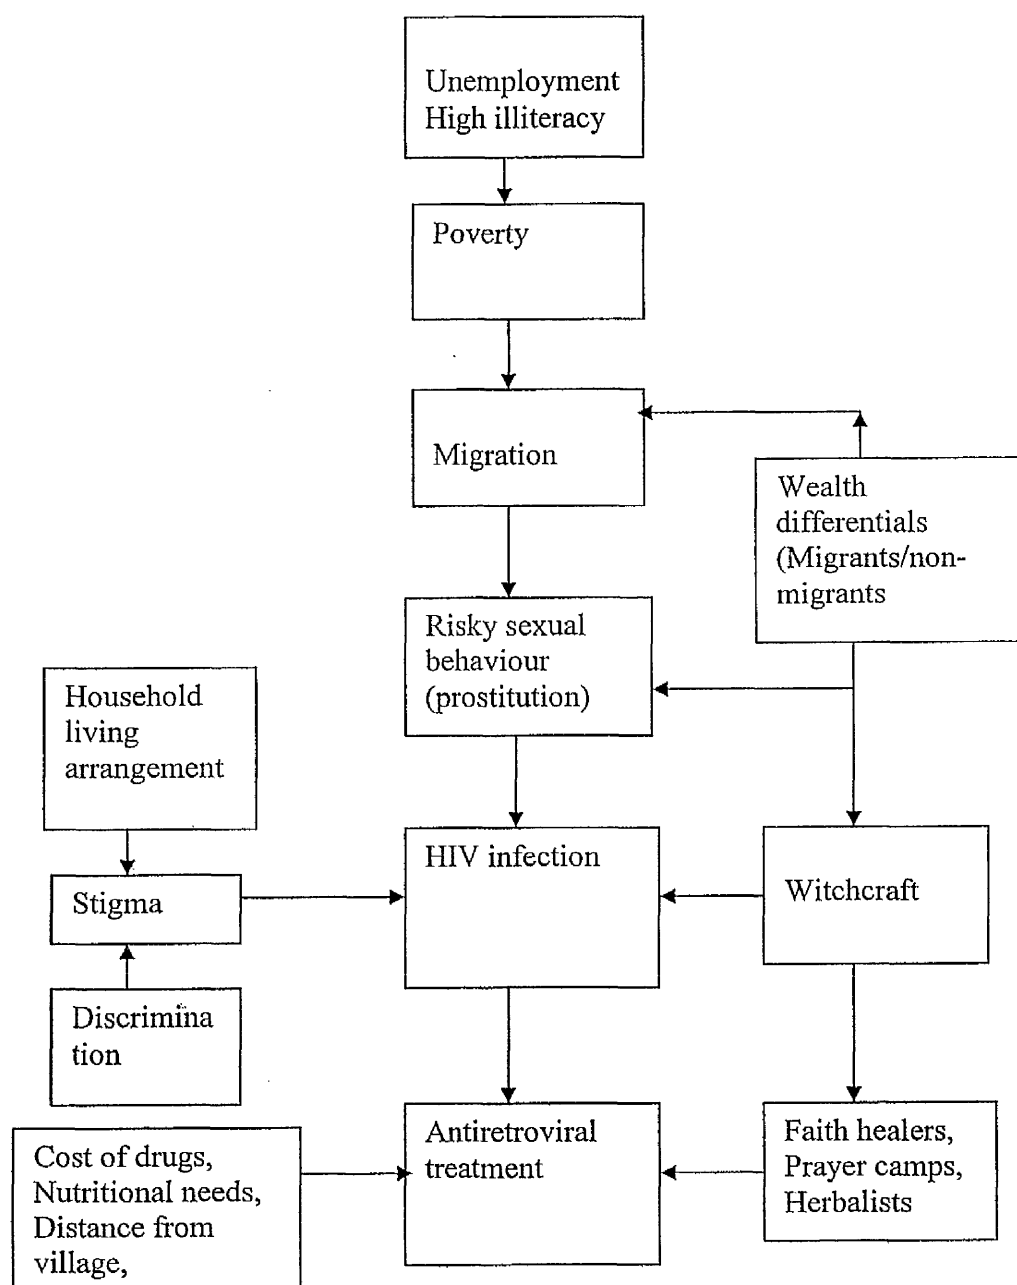 Unemployment
High illiteracy
Poverty
Migration
Wealth
differentials
(Migrants/non-
migrants
Risky sexual
behaviour
(prostitution)
Household
living
arrangement
HIV infection
Witchcraft
Stigma
Discrimina
tion
Antiretroviral
treatment
Faith healers,
Prayer camps,
Herbalists
Cost of drugs,
Nutritional needs,
Distance from
village,